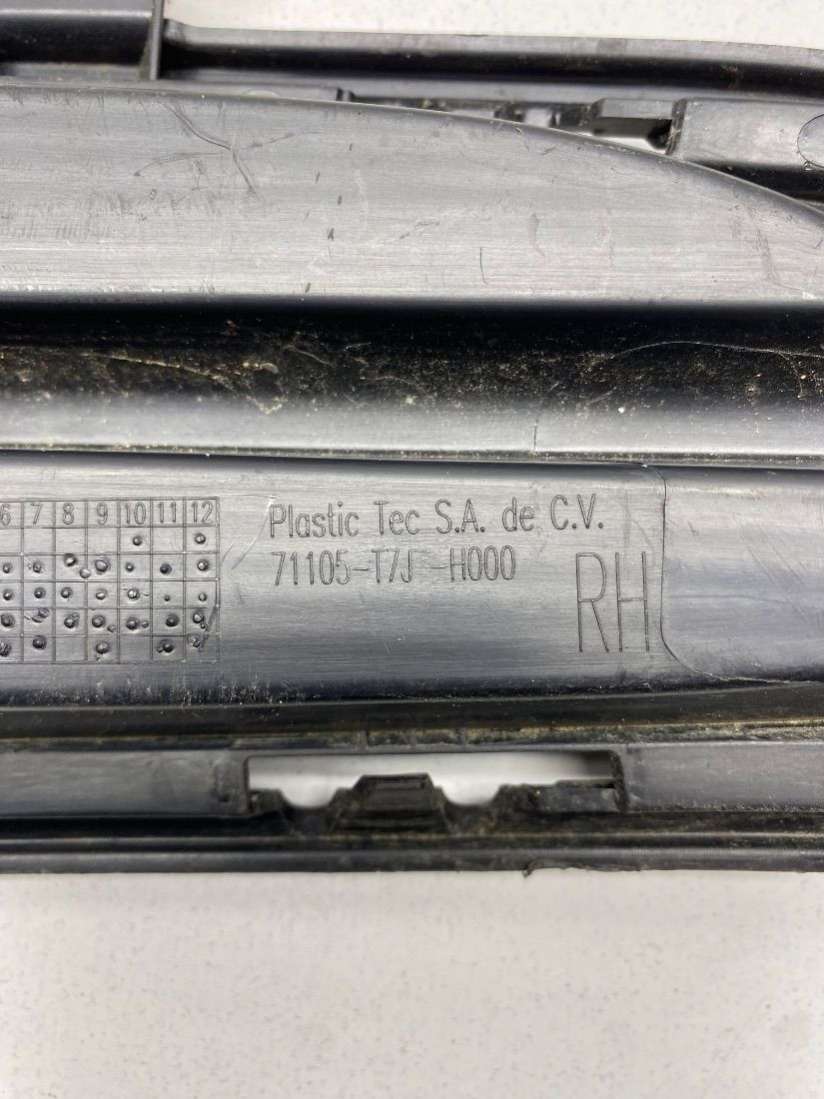 6 7 8 9 10 11 12
Plastic Tec S.A. de C.V.
71105-T7J -H000
RH